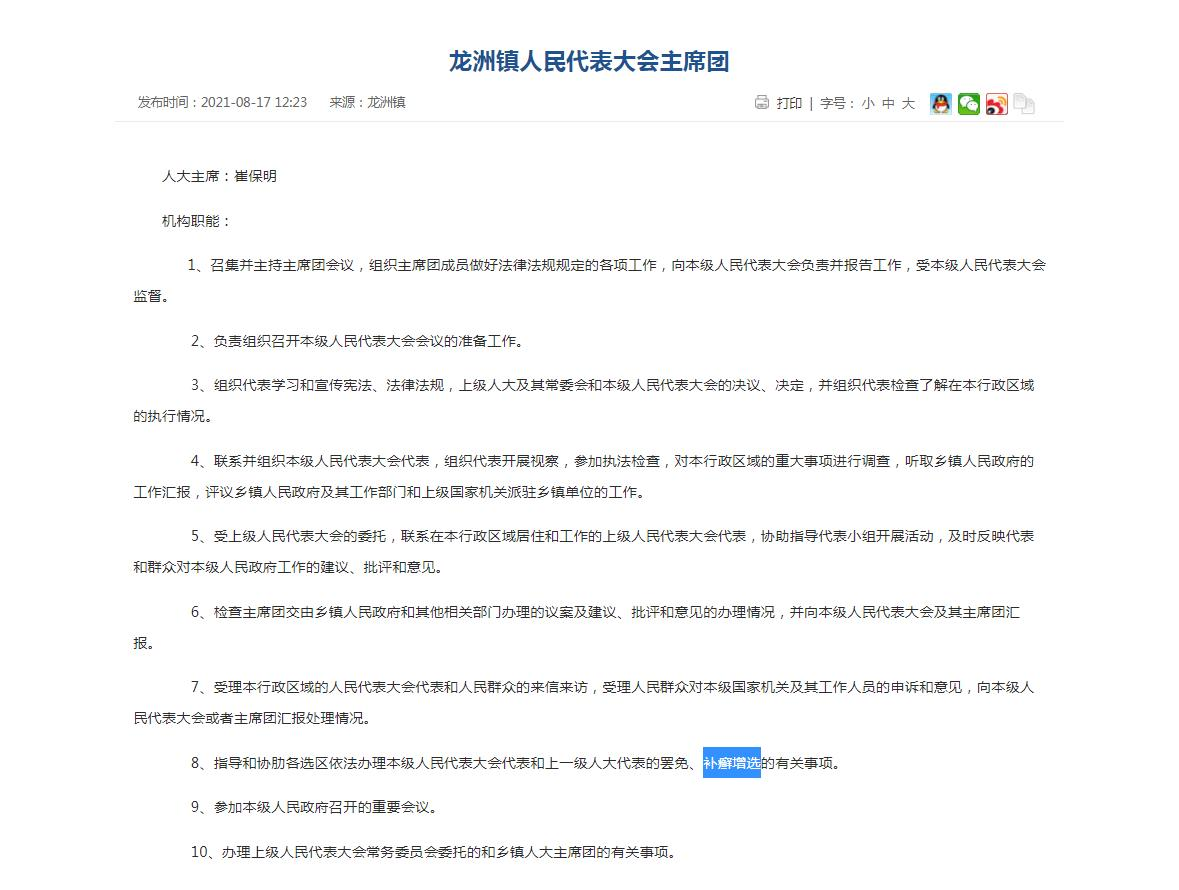 龙洲镇人民代表大会主席团
发布时间：2021-08-17 12:23 来源：龙洲镇 打印 | 字号：小 中 大
人大主席：崔保明
机构职能：
1、召集并主持主席团会议，组织主席团成员做好法律法规规定的各项工作，向本级人民代表大会负责并报告工作，受本级人民代表大会
监督。
2、负责组织召开本级人民代表大会会议的准备工作。
3、组织代表学习和宣传宪法、法律法规，上级人大及其常委会和本级人民代表大会的决议、决定，并组织代表检查了解在本行政区域
的执行情况。
4、联系并组织本级人民代表大会代表，组织代表开展视察，参加执法检查，对本行政区域的重大事项进行调查，听取乡镇人民政府的
工作汇报，评议乡镇人民政府及其工作部门和上级国家机关派驻乡镇单位的工作。
5、受上级人民代表大会的委托，联系在本行政区域居住和工作的上级人民代表大会代表，协助指导代表小组开展活动，及时反映代表
和群众对本级人民政府工作的建议、批评和意见。
6、检查主席团交由乡镇人民政府和其他相关部门办理的议案及建议、批评和意见的办理情况，并向本级人民代表大会及其主席团汇
报。
7、受理本行政区域的人民代表大会代表和人民群众的来信来访，受理人民群众对本级国家机关及其工作人员的申诉和意见，向本级人
民代表大会或者主席团汇报处理情况。
8、指导和协肋各选区依法办理本级人民代表大会代表和上一级人大代表的罢免、补癣增选的有关事项。
9、参加本级人民政府召开的重要会议。
10、办理上级人民代表大会常务委员会委托的和乡镇人大主席团的有关事项。